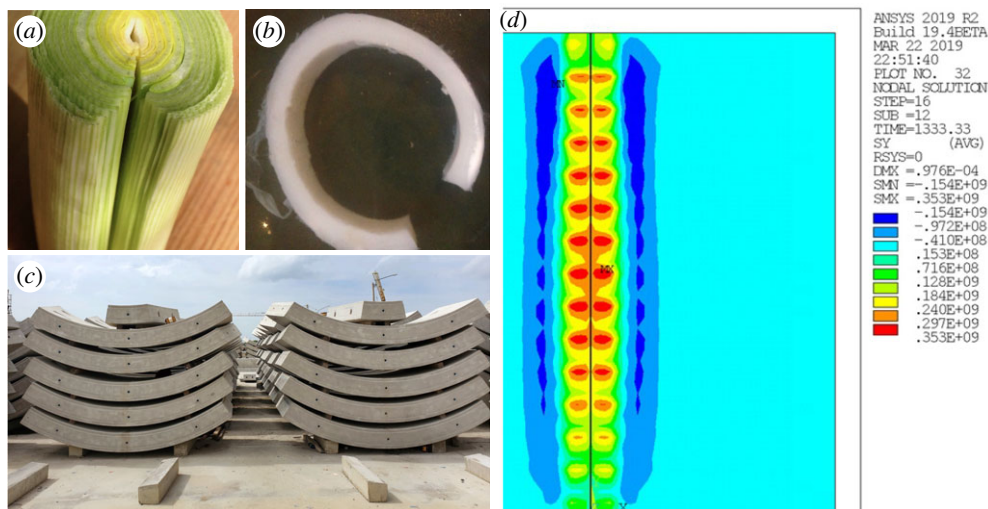 (a)
(b)
(c)
(d)
MN
MX
Y
ANSYS 2019 R2
Build 19.4BETA
MAR 22 2019
22:51:40
PLOT NO. 32
NODAL SOLUTION
STEP=16
SUB =12
TIME=1333.33
SY (AVG)
RSYS=0
DMX =.976E-04
SMN =-.154E+09
SMX =.353E+09
-.154E+09
-.972E+08
-.410E+08
.153E+08
.716E+08
.128E+09
.184E+09
.240E+09
.297E+09
.353E+09